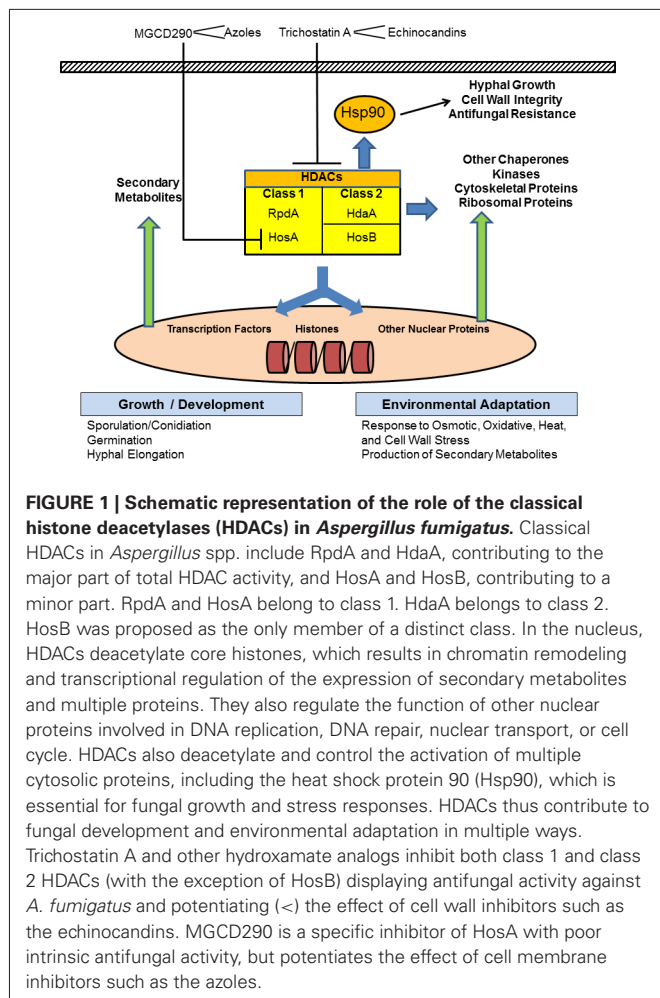 MGCD290 Azoles Trichostatin A Echinocandins
Hyphal Growth
Cell Wall Integrity
Antifungal Resistance
Hsp90
Secondary
Metabolites
HDACs
Class 1 Class 2
RpdA HdaA
HosA HosB
Other Chaperones
Kinases
Cytoskeletal Proteins
Ribosomal Proteins
Transcription Factors Histones Other Nuclear Proteins
Growth / Development
Sporulation/Conidiation
Germination
Hyphal Elongation
Environmental Adaptation
Response to Osmotic, Oxidative, Heat,
and Cell Wall Stress
Production of Secondary Metabolites
FIGURE 1 | Schematic representation of the role of the classical
histone deacetylases (HDACs) in Aspergillus fumigatus. Classical
HDACs in Aspergillus spp. include RpdA and HdaA, contributing to the
major part of total HDAC activity, and HosA and HosB, contributing to a
minor part. RpdA and HosA belong to class 1. HdaA belongs to class 2.
HosB was proposed as the only member of a distinct class. In the nucleus,
HDACs deacetylate core histones, which results in chromatin remodeling
and transcriptional regulation of the expression of secondary metabolites
and multiple proteins. They also regulate the function of other nuclear
proteins involved in DNA replication, DNA repair, nuclear transport, or cell
cycle. HDACs also deacetylate and control the activation of multiple
cytosolic proteins, including the heat shock protein 90 (Hsp90), which is
essential for fungal growth and stress responses. HDACs thus contribute to
fungal development and environmental adaptation in multiple ways.
Trichostatin A and other hydroxamate analogs inhibit both class 1 and class
2 HDACs (with the exception of HosB) displaying antifungal activity against
A. fumigatus and potentiating (<) the effect of cell wall inhibitors such as
the echinocandins. MGCD290 is a specific inhibitor of HosA with poor
intrinsic antifungal activity, but potentiates the effect of cell membrane
inhibitors such as the azoles.